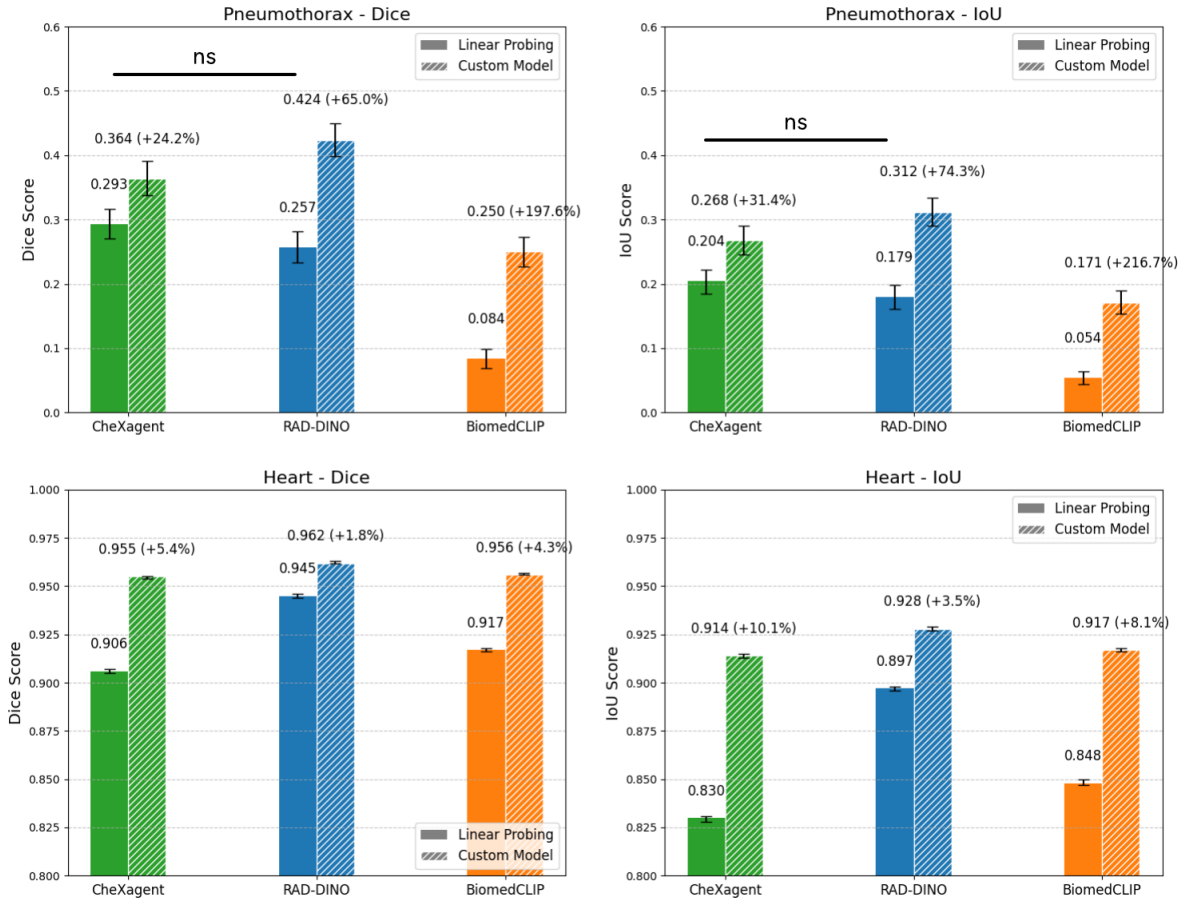 Pneumothorax - Dice
Dice Score
0.6
0.5
0.4
0.3
0.2
0.1
0.0
Linear Probing
Custom Model
ns
0.293
0.364 (+24.2%)
0.257
0.424 (+65.0%)
0.084
0.250 (+197.6%)
CheXagent
RAD-DINO
BiomedCLIP
Pneumothorax - IoU
IoU Score
0.6
0.5
0.4
0.3
0.2
0.1
0.0
Linear Probing
Custom Model
ns
0.204
0.268 (+31.4%)
0.179
0.312 (+74.3%)
0.054
0.171 (+216.7%)
CheXagent
RAD-DINO
BiomedCLIP
Heart - Dice
Dice Score
1.000
0.975
0.950
0.925
0.900
0.875
0.850
0.825
0.800
0.906
0.955 (+5.4%)
0.945
0.962 (+1.8%)
0.917
0.956 (+4.3%)
Linear Probing
Custom Model
CheXagent
RAD-DINO
BiomedCLIP
Heart - IoU
IoU Score
1.000
0.975
0.950
0.925
0.900
0.875
0.850
0.825
0.800
Linear Probing
Custom Model
0.830
0.914 (+10.1%)
0.897
0.928 (+3.5%)
0.848
0.917 (+8.1%)
CheXagent
RAD-DINO
BiomedCLIP